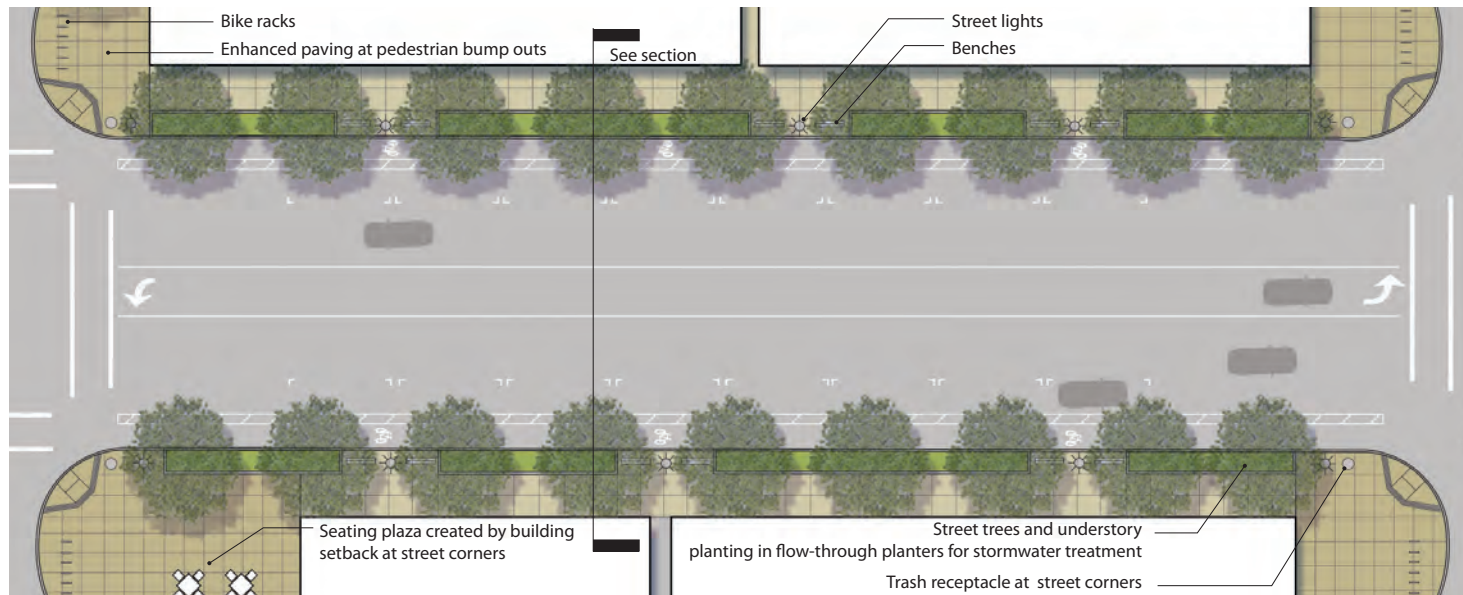 Bike racks
Enhanced paving at pedestrian bump outs
See section
Street lights
Benches
Seating plaza created by building
setback at street corners
Street trees and understory
planting in flow-through planters for stormwater treatment
Trash receptacle at street corners